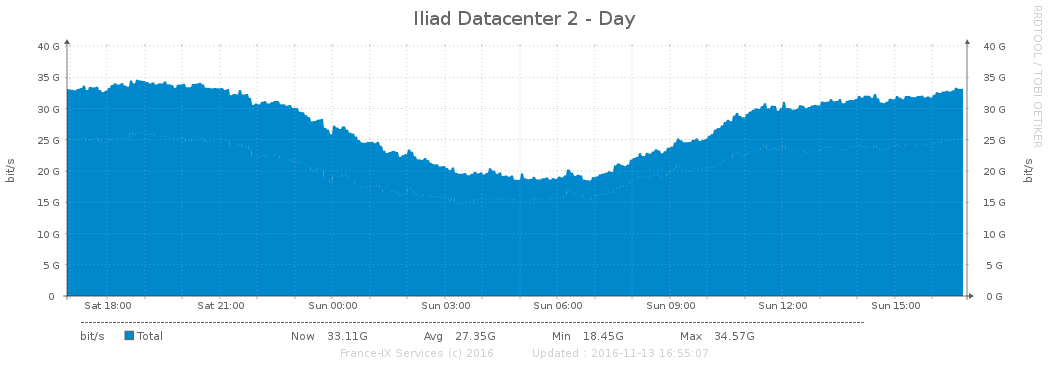 Iliad Datacenter 2 - Day
RRDTOOL / TOBI OETIKER
40 G 40 G
35 G 35 G
30 G 30 G
25 G 25 G
20 G 20 G
15 G 15 G
10 G 10 G
5 G 5 G
0 0 G
bit/s bit/s
Sat 18:00 Sat 21:00 Sun 00:00 Sun 03:00 Sun 06:00 Sun 09:00 Sun 12:00 Sun 15:00
bit/s Total Now 33.11G Avg 27.35G Min 18.45G Max 34.57G
France-IX Services (c) 2016 Updated : 2016-11-13 16:55:07